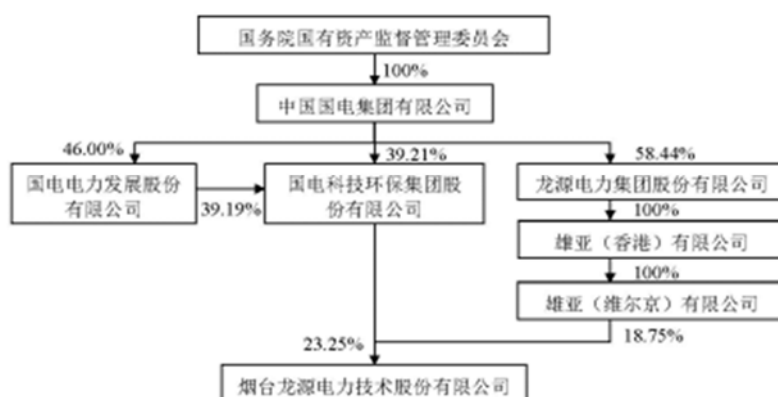 国务院国有资产监督管理委员会
100%
中国国电集团有限公司
46.00%
39.21%
58.44%
国电电力发展股份
有限公司
39.19%
国电科技环保集团股
份有限公司
龙源电力集团股份有限公司
100%
雄亚（香港）有限公司
100%
雄亚（维尔京）有限公司
23.25%
18.75%
烟台龙源电力技术股份有限公司